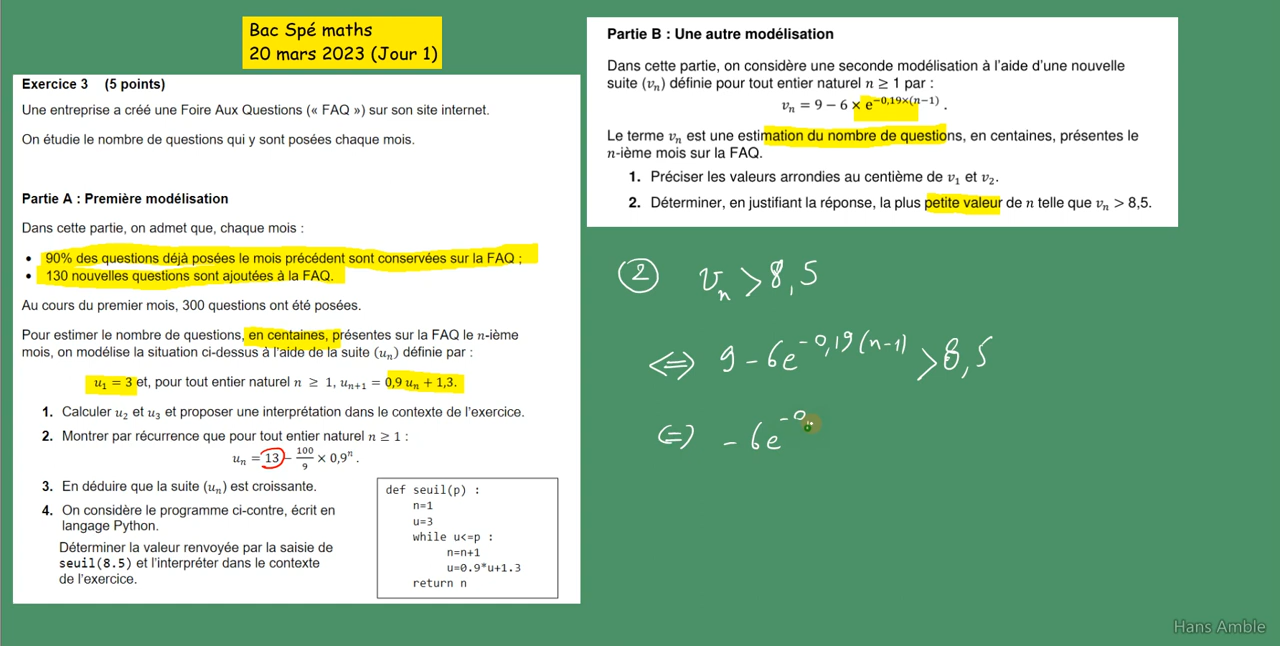 Bac Spé maths
20 mars 2023 (Jour 1)
Exercice 3 (5 points)
Une entreprise a créé une Foire Aux Questions (« FAQ ») sur son site internet.
On étudie le nombre de questions qui y sont posées chaque mois.
Partie A : Première modélisation
Dans cette partie, on admet que, chaque mois :
• 90% des questions déjà posées le mois précédent sont conservées sur la FAQ ;
• 130 nouvelles questions sont ajoutées à la FAQ.
Au cours du premier mois, 300 questions ont été posées.
Pour estimer le nombre de questions, en centaines, présentes sur la FAQ le n-ième
mois, on modélise la situation ci-dessus à l'aide de la suite (uₙ) définie par :
u₁ = 3 et, pour tout entier naturel n ≥ 1, uₙ₊₁ = 0,9 uₙ + 1,3.
1. Calculer u₂ et u₃ et proposer une interprétation dans le contexte de l'exercice.
2. Montrer par récurrence que pour tout entier naturel n ≥ 1 :
uₙ = 13 − 100/9 × 0,9ⁿ .
3. En déduire que la suite (uₙ) est croissante.
4. On considère le programme ci-contre, écrit en
langage Python.
Déterminer la valeur renvoyée par la saisie de
seuil(8.5) et l'interpréter dans le contexte
de l'exercice.
def seuil(p) :
n=1
u=3
while u<=p :
n=n+1
u=0.9*u+1.3
return n
Partie B : Une autre modélisation
Dans cette partie, on considère une seconde modélisation à l'aide d'une nouvelle
suite (vₙ) définie pour tout entier naturel n ≥ 1 par :
vₙ = 9 − 6 × e^−0,19×(n−1) .
Le terme vₙ est une estimation du nombre de questions, en centaines, présentes le
n-ième mois sur la FAQ.
1. Préciser les valeurs arrondies au centième de v₁ et v₂.
2. Déterminer, en justifiant la réponse, la plus petite valeur de n telle que vₙ > 8,5.
② vₙ > 8,5
⟺ 9 − 6e^−0,19(n−1) > 8,5
⟺ − 6e^−0,
Hans Amble